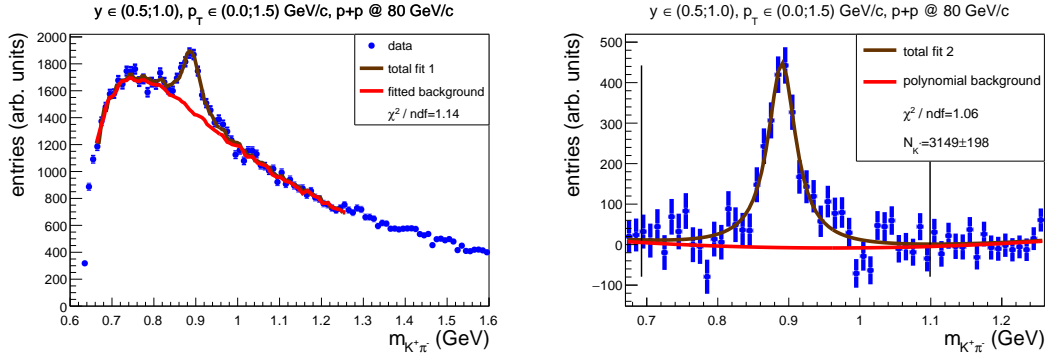 y ∈ (0.5;1.0), p_T ∈ (0.0;1.5) GeV/c, p+p @ 80 GeV/c
entries (arb. units)
2000
1800
1600
1400
1200
1000
800
600
400
200
0
data
total fit 1
fitted background
χ² / ndf=1.14
0.6 0.7 0.8 0.9 1 1.1 1.2 1.3 1.4 1.5 1.6
m_K⁺π⁻ (GeV)
y ∈ (0.5;1.0), p_T ∈ (0.0;1.5) GeV/c, p+p @ 80 GeV/c
entries (arb. units)
500
400
300
200
100
0
−100
total fit 2
polynomial background
χ² / ndf=1.06
N_K*=3149±198
0.7 0.8 0.9 1 1.1 1.2
m_K⁺π⁻ (GeV)